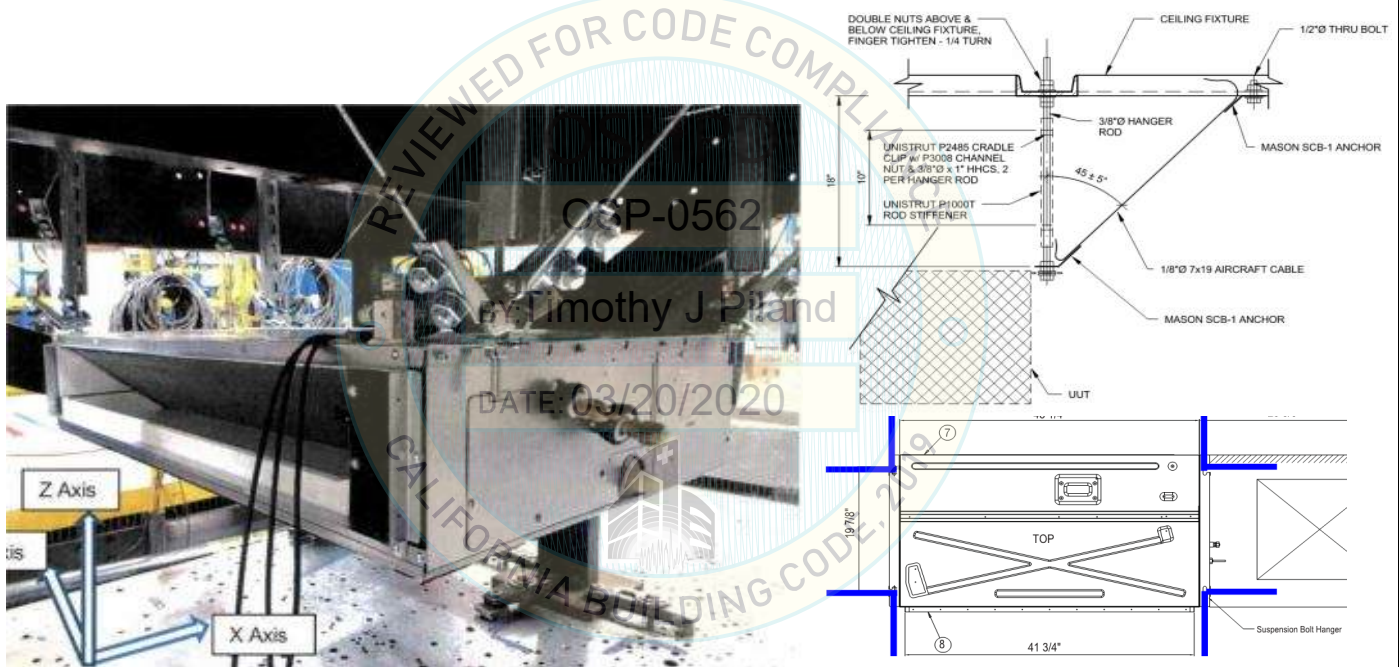 REVIEWED FOR CODE COMPLIANCE
OSP-0562
BY: Timothy J Piland
DATE: 03/20/2020
CALIFORNIA BUILDING CODE, 2019
Z Axis
xis
X Axis
DOUBLE NUTS ABOVE &
BELOW CEILING FIXTURE,
FINGER TIGHTEN - 1/4 TURN
CEILING FIXTURE
1/2"Ø THRU BOLT
3/8"Ø HANGER
ROD
MASON SCB-1 ANCHOR
UNISTRUT P2485 CRADLE
CLIP w/ P3008 CHANNEL
NUT & 3/8"Ø x 1" HHCS, 2
PER HANGER ROD
18"
10"
45 ± 5°
UNISTRUT P1000T
ROD STIFFENER
1/8"Ø 7x19 AIRCRAFT CABLE
MASON SCB-1 ANCHOR
UUT
7
19 7/8"
TOP
8
41 3/4"
Suspension Bolt Hanger